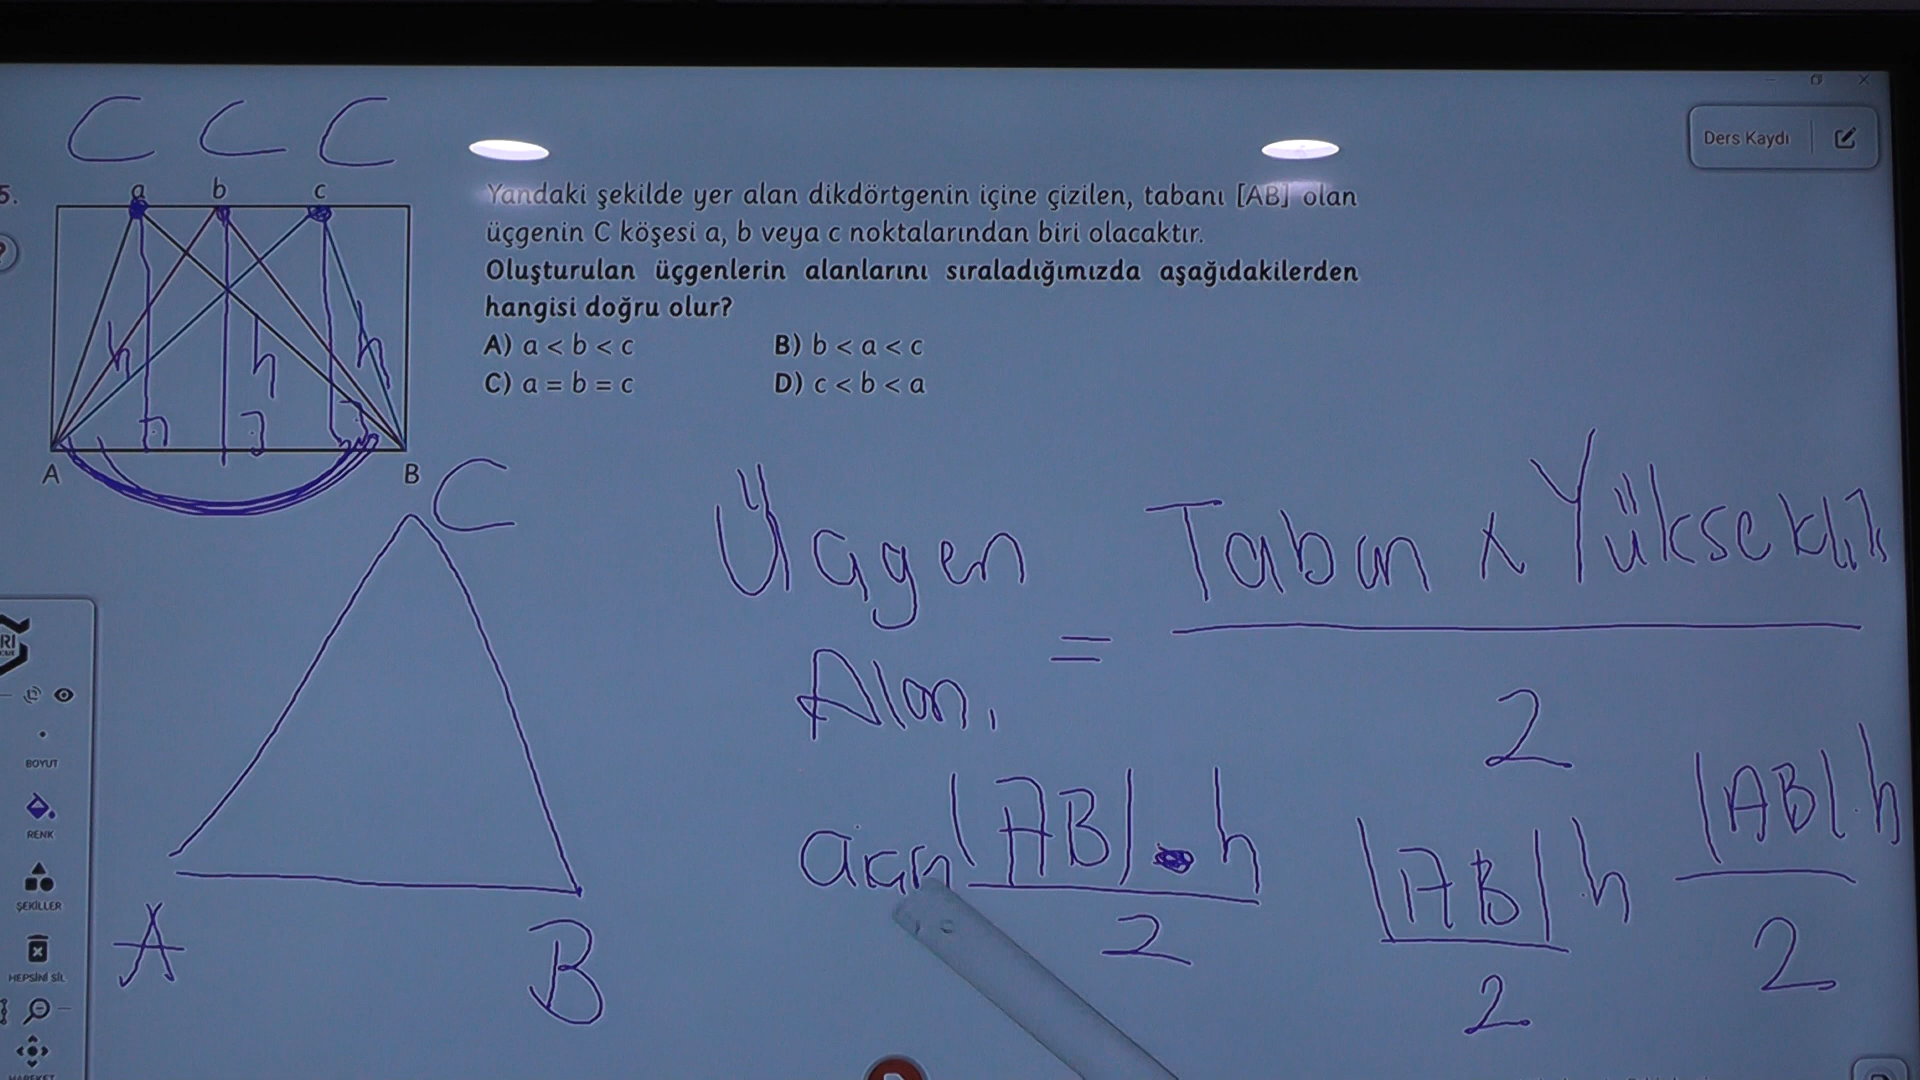 C C C
Ders Kaydı
5.
a b c
Yandaki şekilde yer alan dikdörtgenin içine çizilen, tabanı [AB] olan
üçgenin C köşesi a, b veya c noktalarından biri olacaktır.
Oluşturulan üçgenlerin alanlarını sıraladığımızda aşağıdakilerden
hangisi doğru olur?
A) a < b < c
B) b < a < c
C) a = b = c
D) c < b < a
h h h
A B
C
Üçgen Alanı = Taban x Yükseklik
2
A B
için |AB| . h
2
|AB| . h
2
|AB| . h
2
BOYUT
RENK
ŞEKİLLER
HEPSİNİ SİL
HAREKET